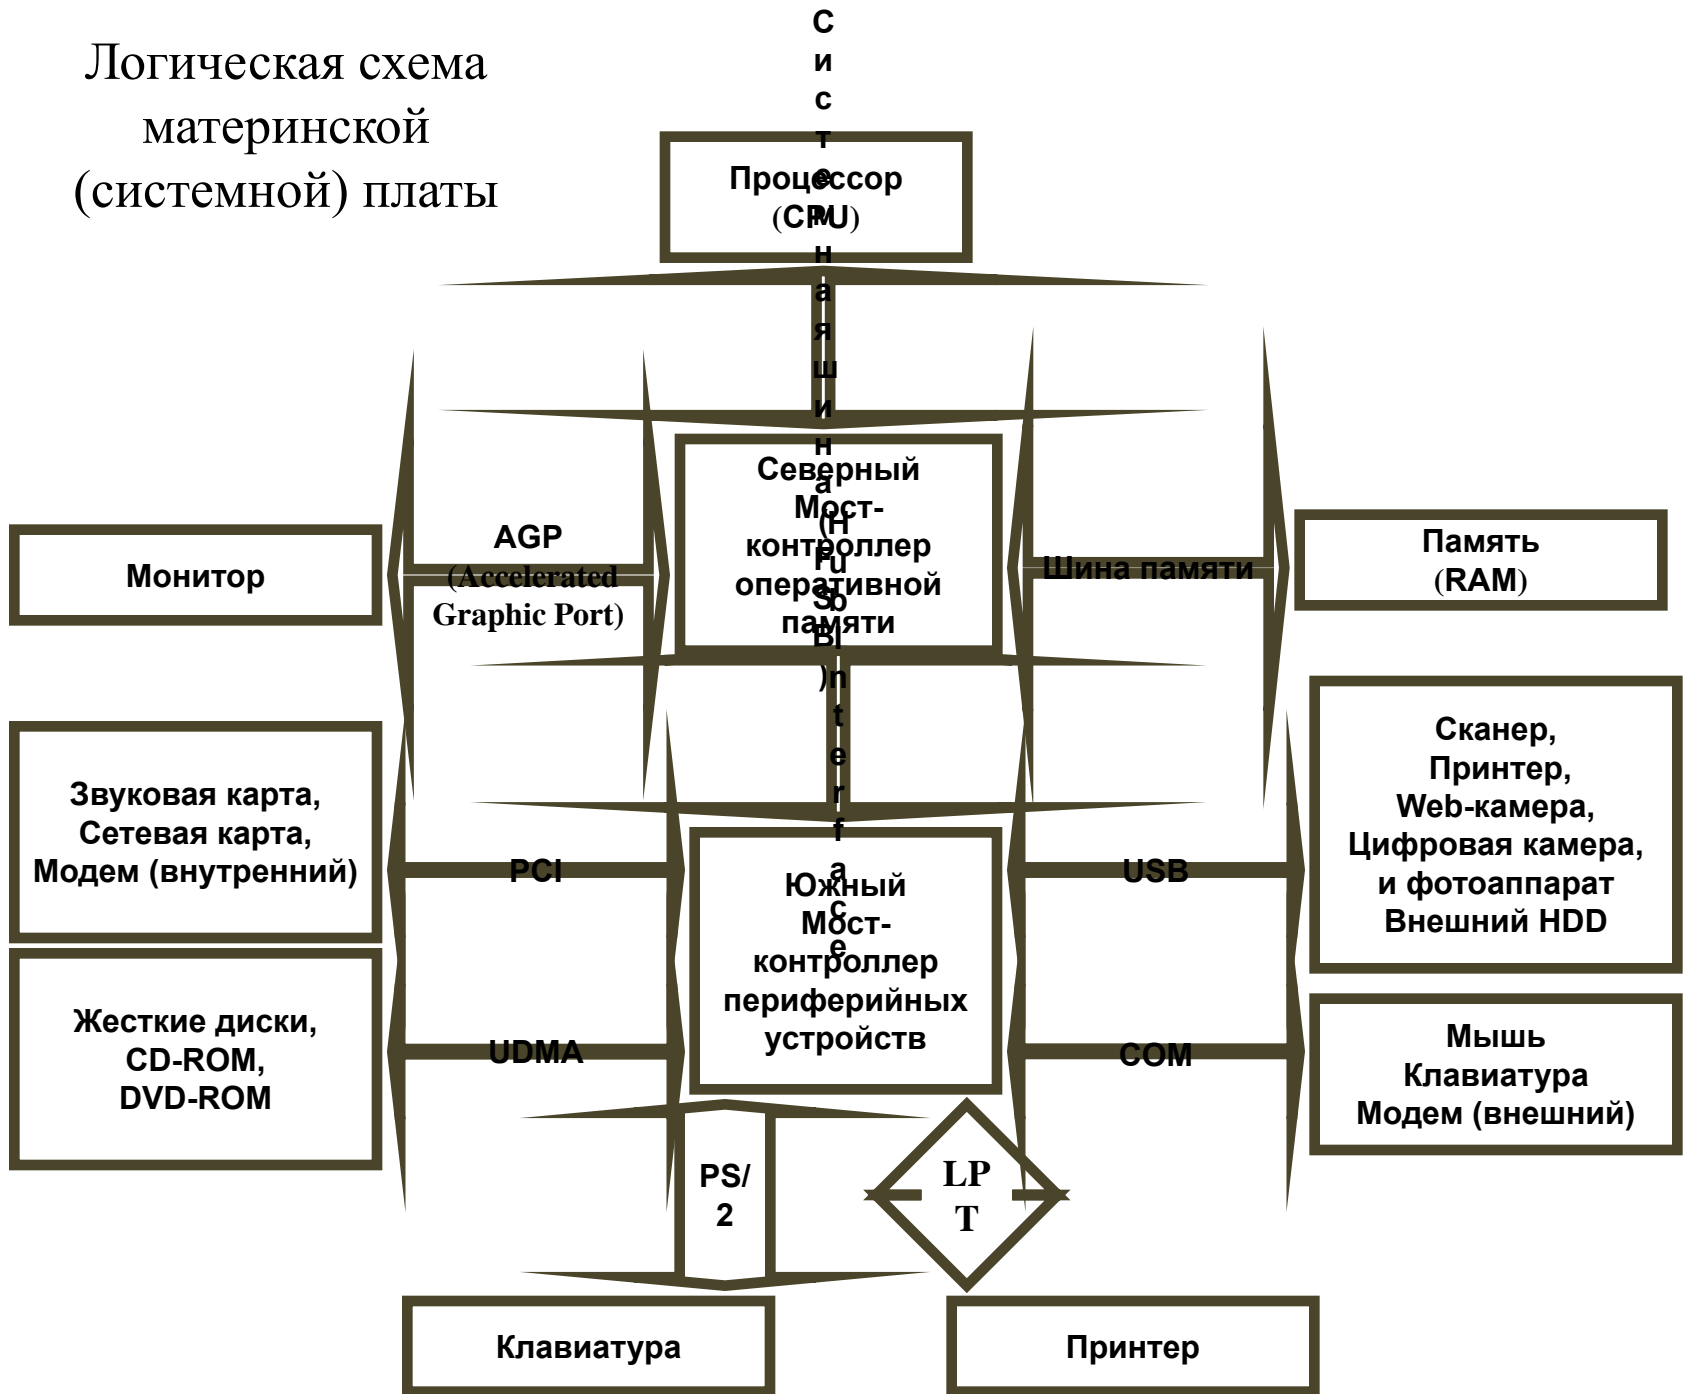 Логическая схема
материнской
(системной) платы
Системная шина (FSB)
Процессор
(CPU)
Северный
Мост-
контроллер
оперативной
памяти
AGP
(Accelerated
Graphic Port)
Монитор
Шина памяти
Память
(RAM)
Hub Interface
Звуковая карта,
Сетевая карта,
Модем (внутренний)
PCI
Южный
Мост-
контроллер
периферийных
устройств
USB
Сканер,
Принтер,
Web-камера,
Цифровая камера,
и фотоаппарат
Внешний HDD
Жесткие диски,
CD-ROM,
DVD-ROM
UDMA
COM
Мышь
Клавиатура
Модем (внешний)
PS/
2
LP
T
Клавиатура
Принтер